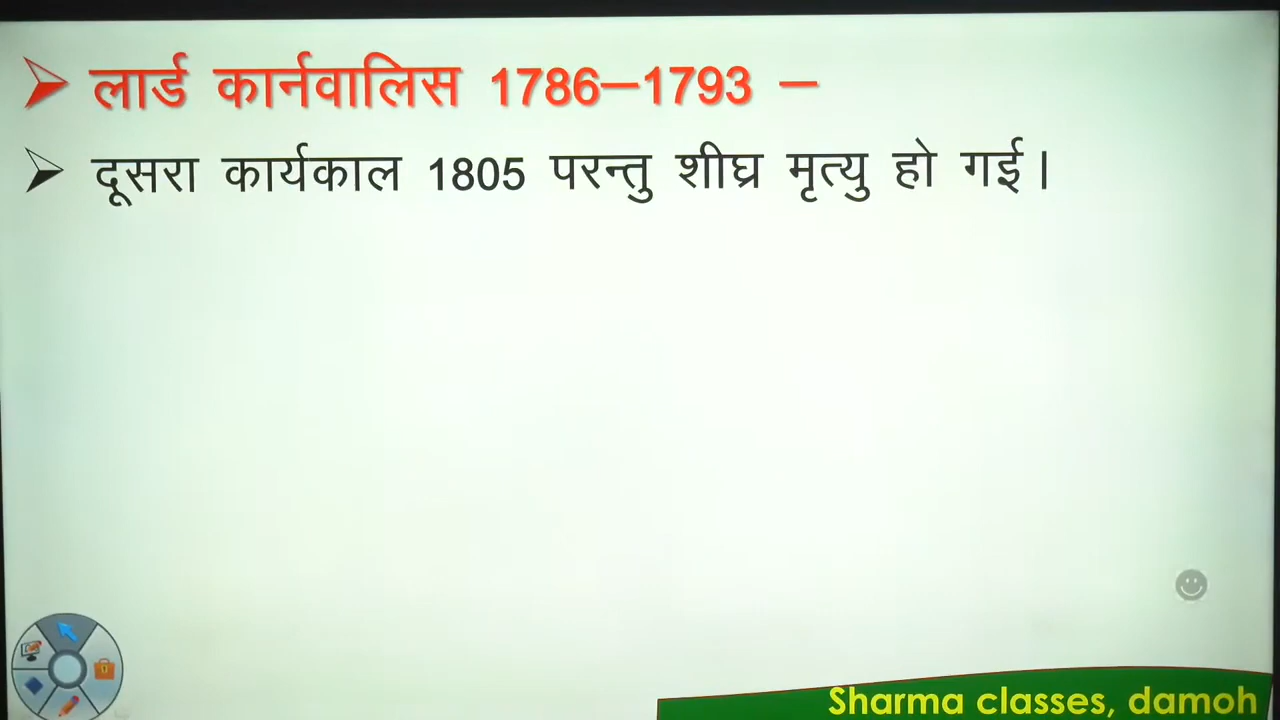 लार्ड कार्नवालिस 1786–1793 –
दूसरा कार्यकाल 1805 परन्तु शीघ्र मृत्यु हो गई।
Sharma classes, damoh